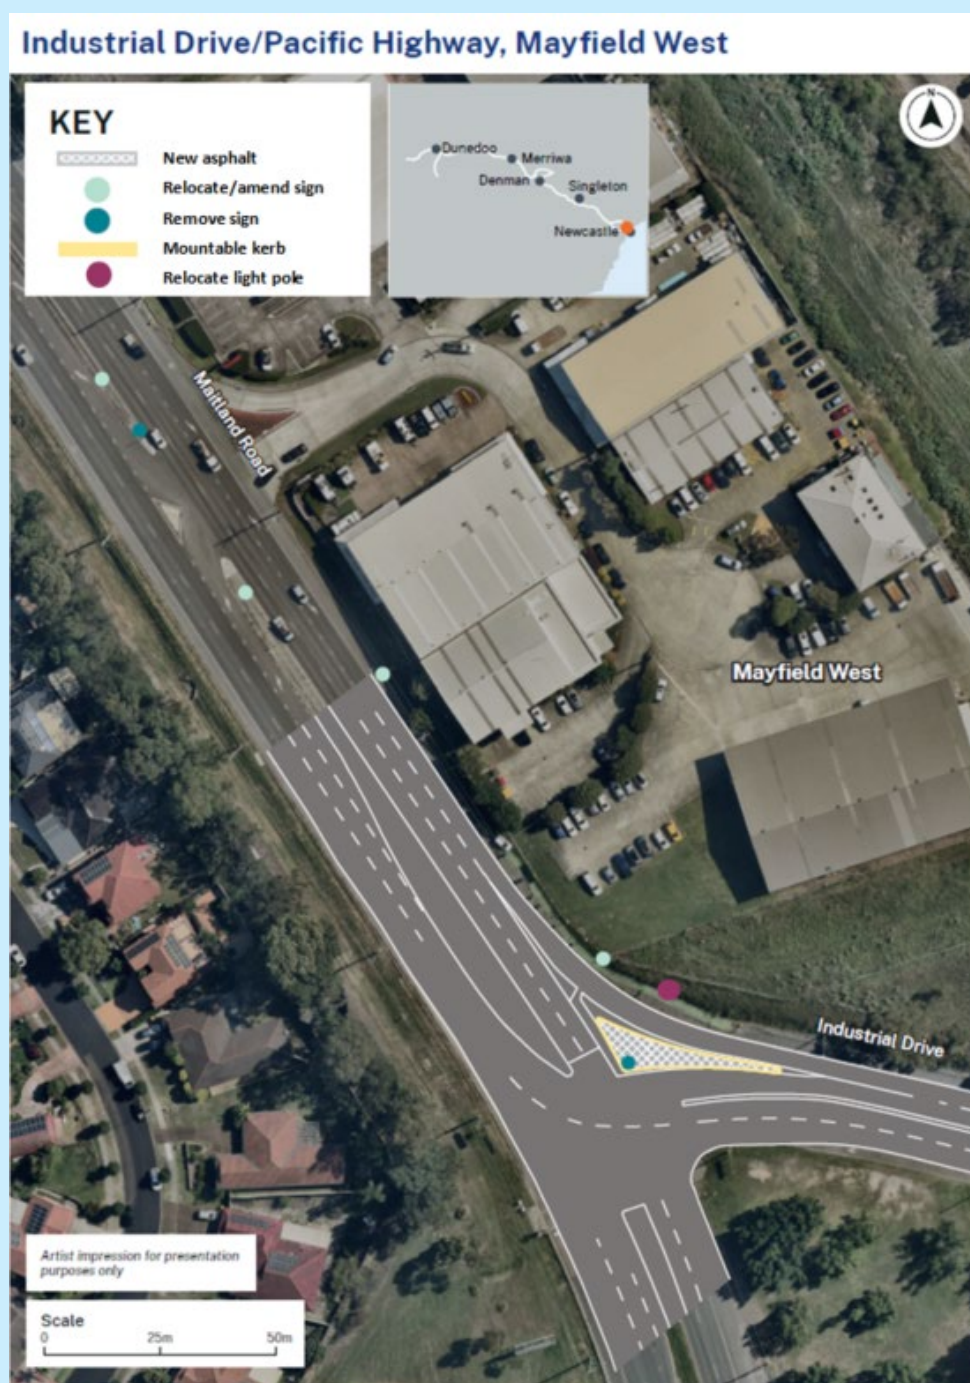 Industrial Drive/Pacific Highway, Mayfield West
KEY
New asphalt
Relocate/amend sign
Remove sign
Mountable kerb
Relocate light pole
Dunedoo
Merriwa
Denman
Singleton
Newcastle
N
Maitland Road
Mayfield West
Industrial Drive
Artist impression for presentation
purposes only
Scale
0 25m 50m